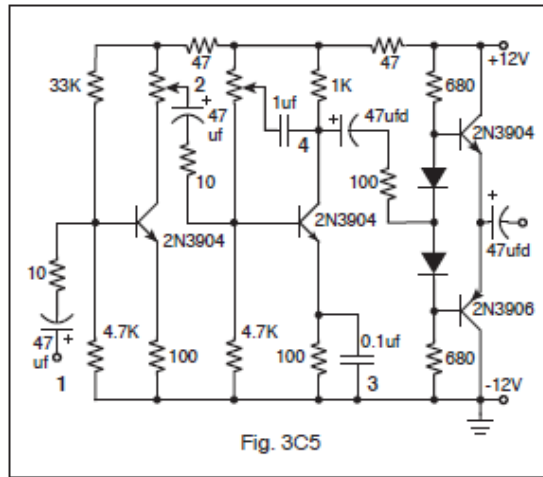 47
47
+12V
33K
2
1K
680
1uf
47ufd
2N3904
+
47
uf
4
10
100
2N3904
2N3904
+
47ufd
10
2N3906
4.7K
4.7K
0.1uf
47
uf
+
100
100
680
1
3
-12V
Fig. 3C5